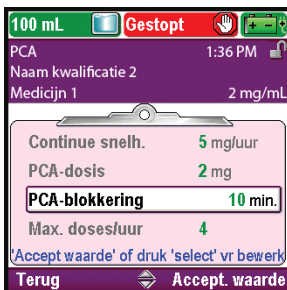 100 mL Gestopt
PCA 1:36 PM
Naam kwalificatie 2
Medicijn 1 2 mg/mL
Continue snelh. 5 mg/uur
PCA-dosis 2 mg
PCA-blokkering 10 min.
Max. doses/uur 4
'Accept waarde' of druk 'select' vr bewerk
Terug Accept. waarde